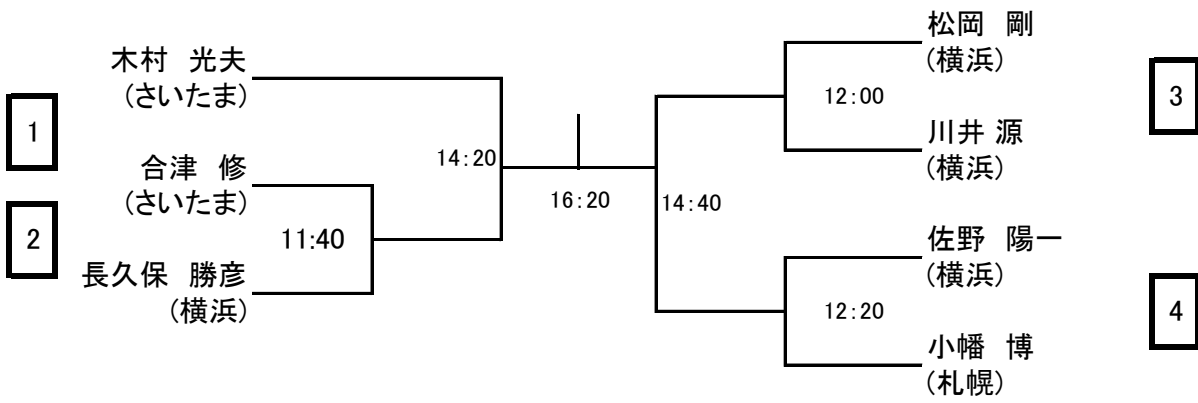 木村 光夫
(さいたま)
1
合津 修
(さいたま)
2
長久保 勝彦
(横浜)
11:40
14:20
16:20
14:40
松岡 剛
(横浜)
12:00
川井 源
(横浜)
3
佐野 陽一
(横浜)
12:20
小幡 博
(札幌)
4